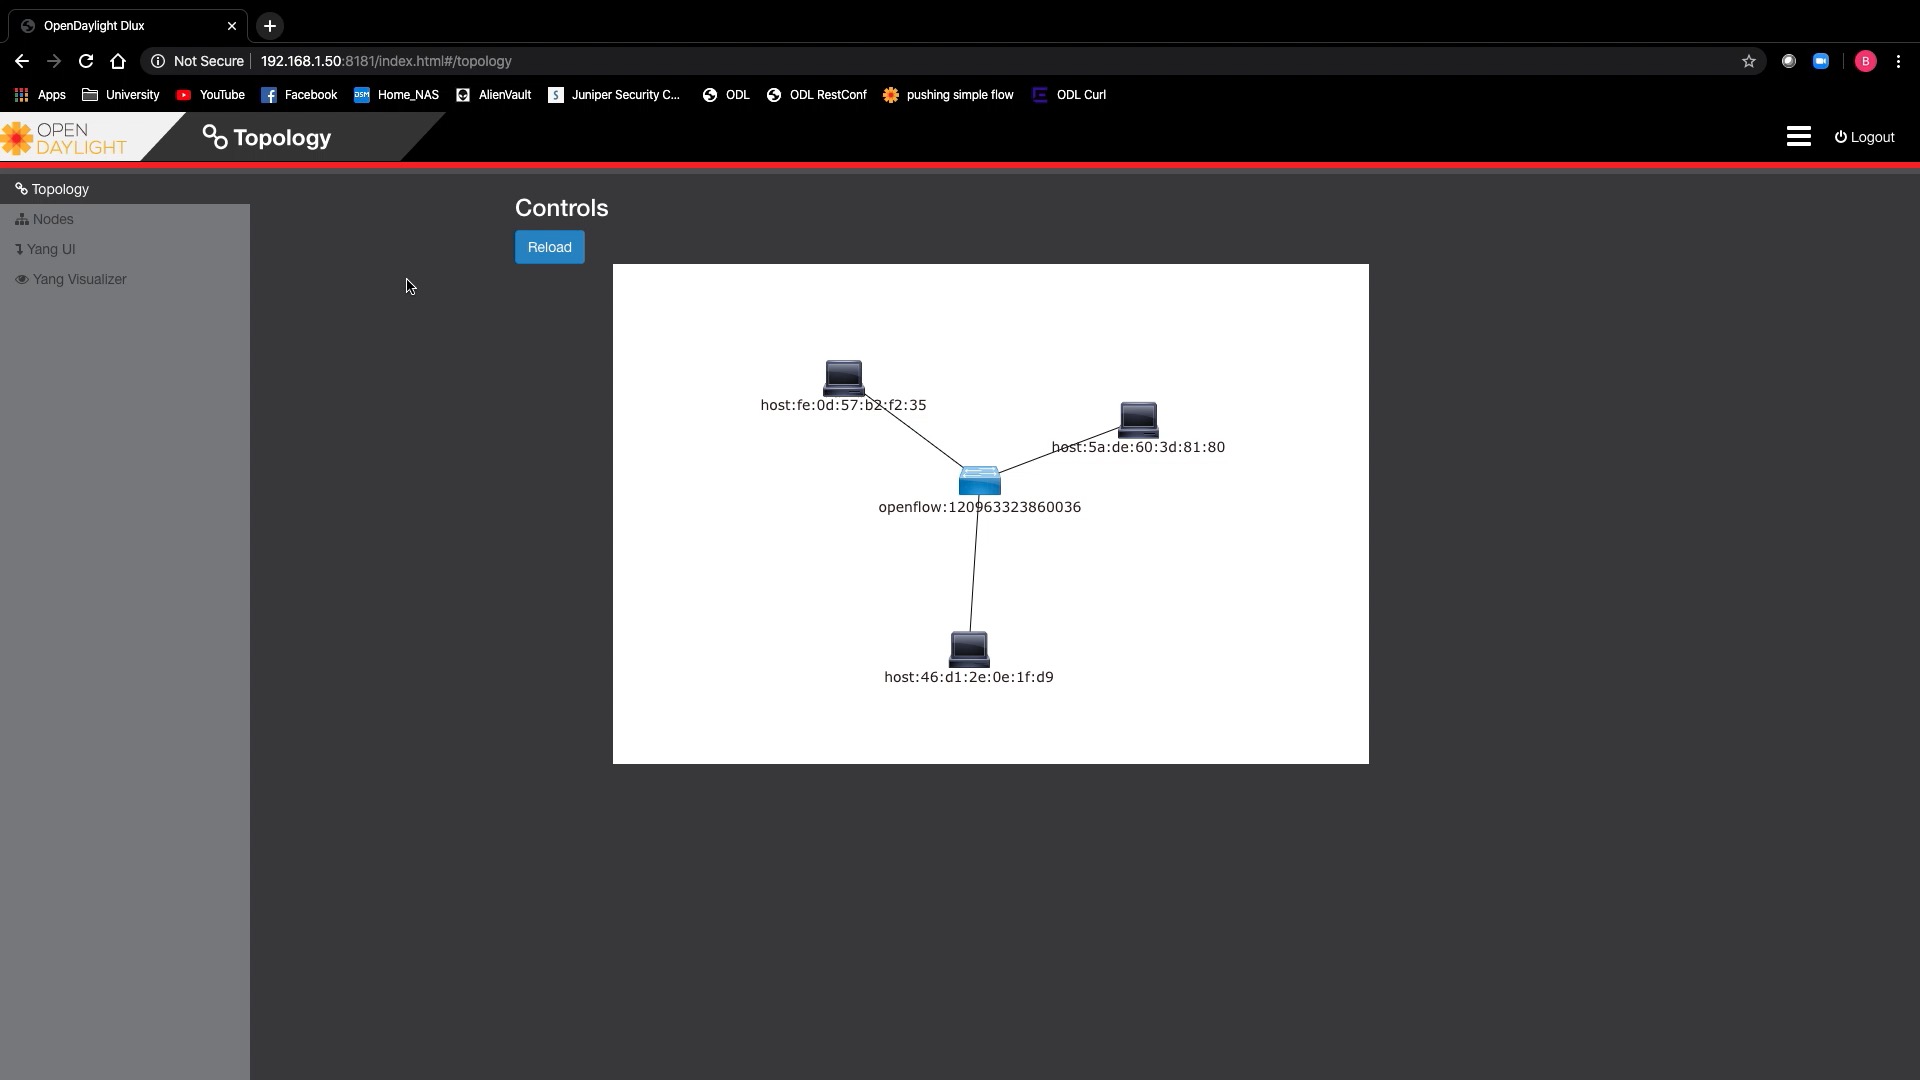 OpenDaylight Dlux
Not Secure 192.168.1.50:8181/index.html#/topology
B
Apps University YouTube Facebook DSM Home_NAS AlienVault S Juniper Security C... ODL ODL RestConf pushing simple flow ODL Curl
OPEN
DAYLIGHT
Topology
Logout
Topology
Nodes
Yang UI
Yang Visualizer
Controls
Reload
host:fe:0d:57:b2:f2:35
host:5a:de:60:3d:81:80
openflow:120963323860036
host:46:d1:2e:0e:1f:d9